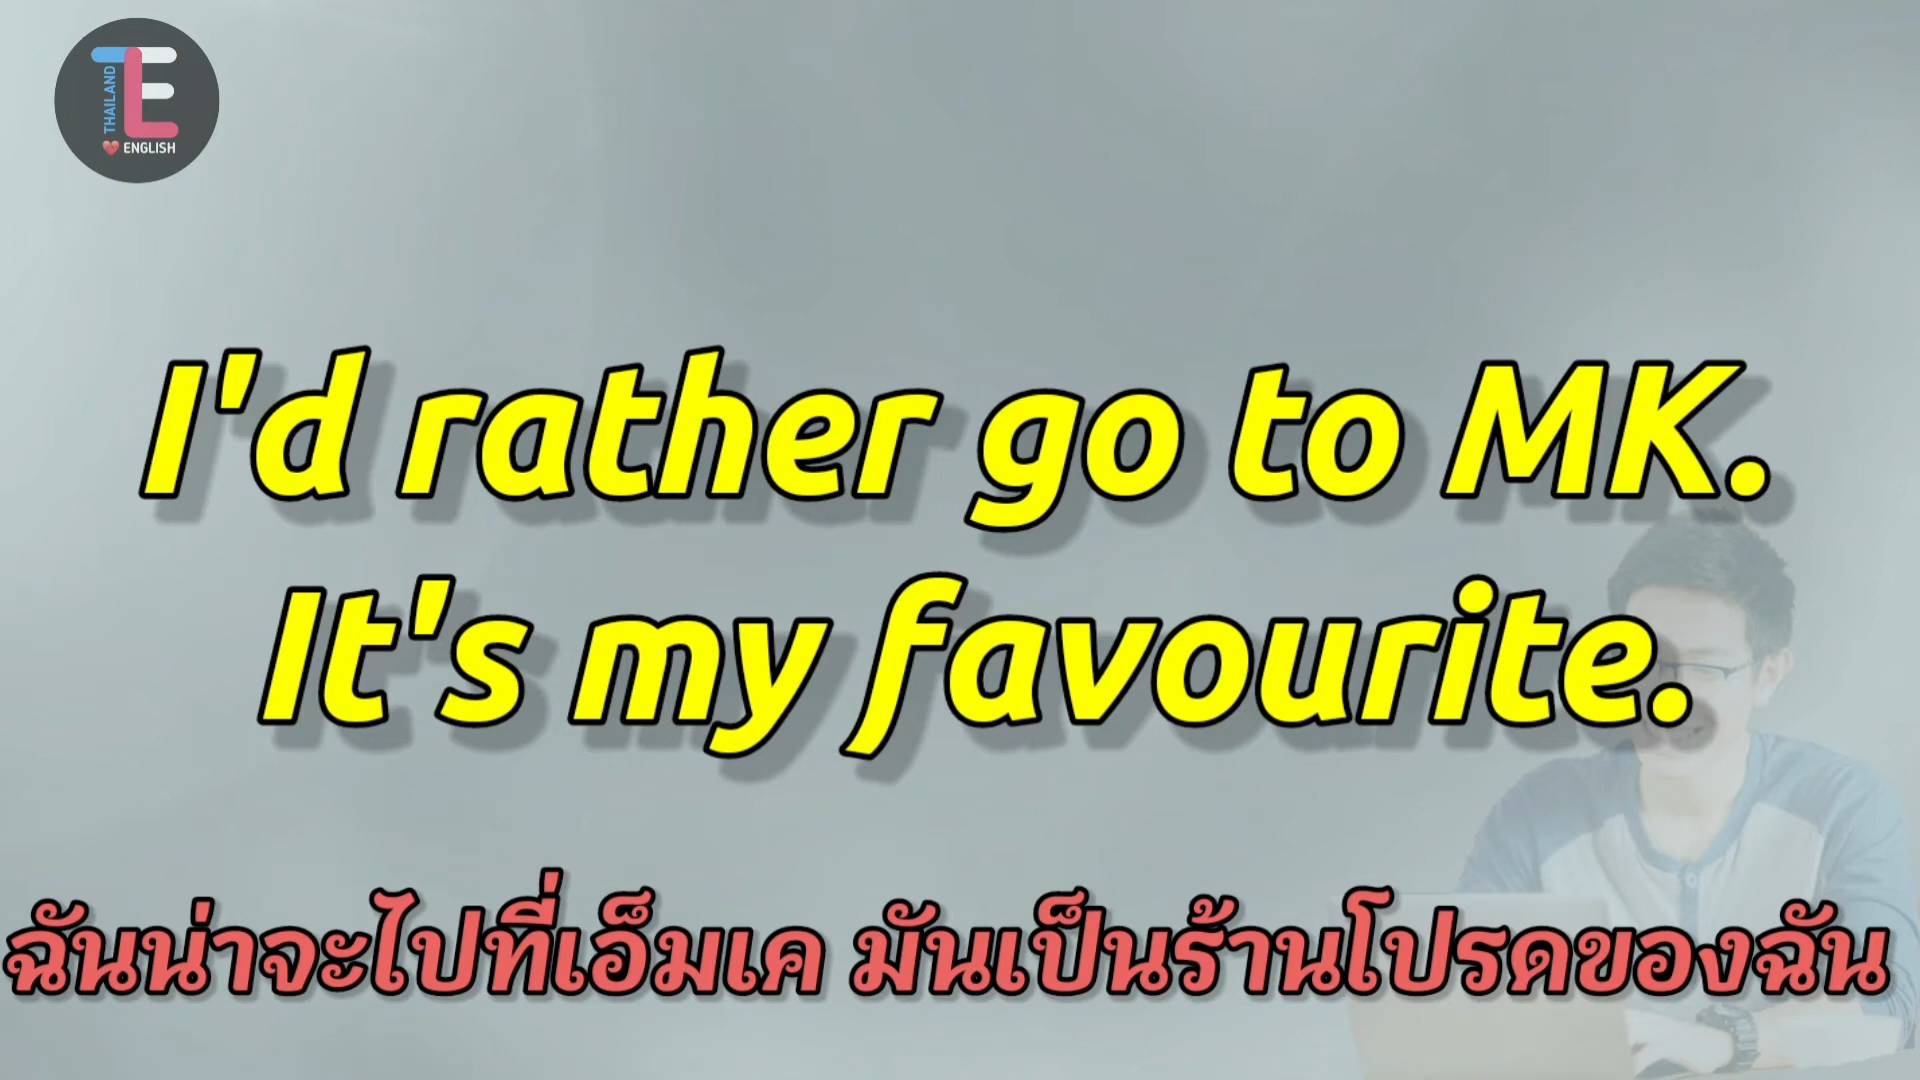 TE
THAILAND
ENGLISH
I'd rather go to MK.
It's my favourite.
ฉันน่าจะไปที่เอ็มเค มันเป็นร้านโปรดของฉัน